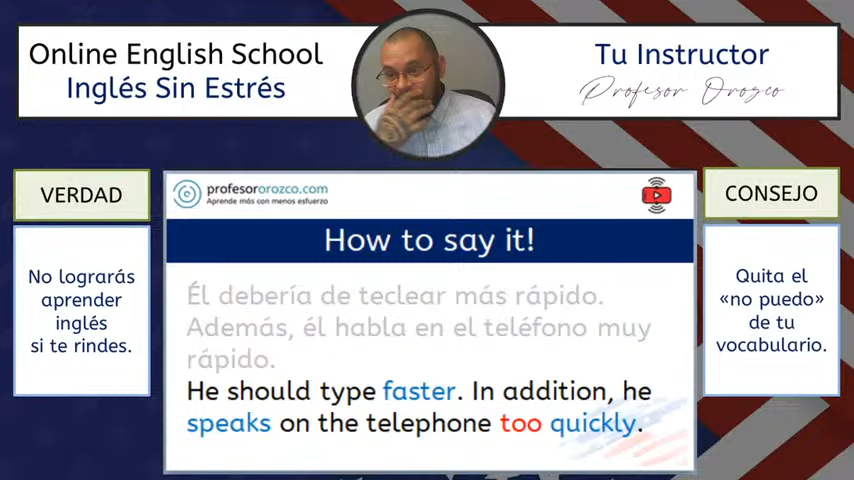 Online English School
Inglés Sin Estrés
Tu Instructor
Profesor Orozco
VERDAD
No lograrás
aprender
inglés
si te rindes.
profesororozco.com
Aprende más con menos esfuerzo
How to say it!
Él debería de teclear más rápido.
Además, él habla en el teléfono muy
rápido.
He should type faster. In addition, he
speaks on the telephone too quickly.
CONSEJO
Quita el
«no puedo»
de tu
vocabulario.